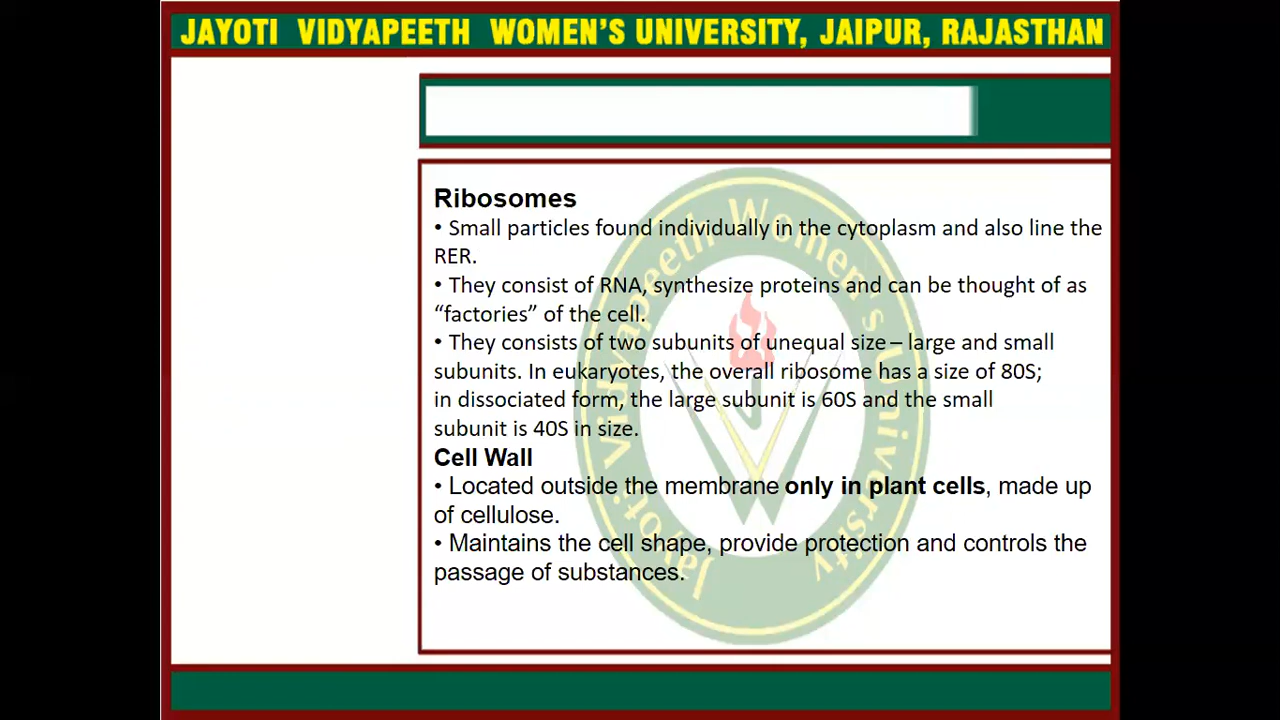 JAYOTI VIDYAPEETH WOMEN'S UNIVERSITY, JAIPUR, RAJASTHAN
Ribosomes
• Small particles found individually in the cytoplasm and also line the
RER.
• They consist of RNA, synthesize proteins and can be thought of as
“factories” of the cell.
• They consists of two subunits of unequal size – large and small
subunits. In eukaryotes, the overall ribosome has a size of 80S;
in dissociated form, the large subunit is 60S and the small
subunit is 40S in size.
Cell Wall
• Located outside the membrane only in plant cells, made up
of cellulose.
• Maintains the cell shape, provide protection and controls the
passage of substances.
Jayoti Vidyapeeth Women's University